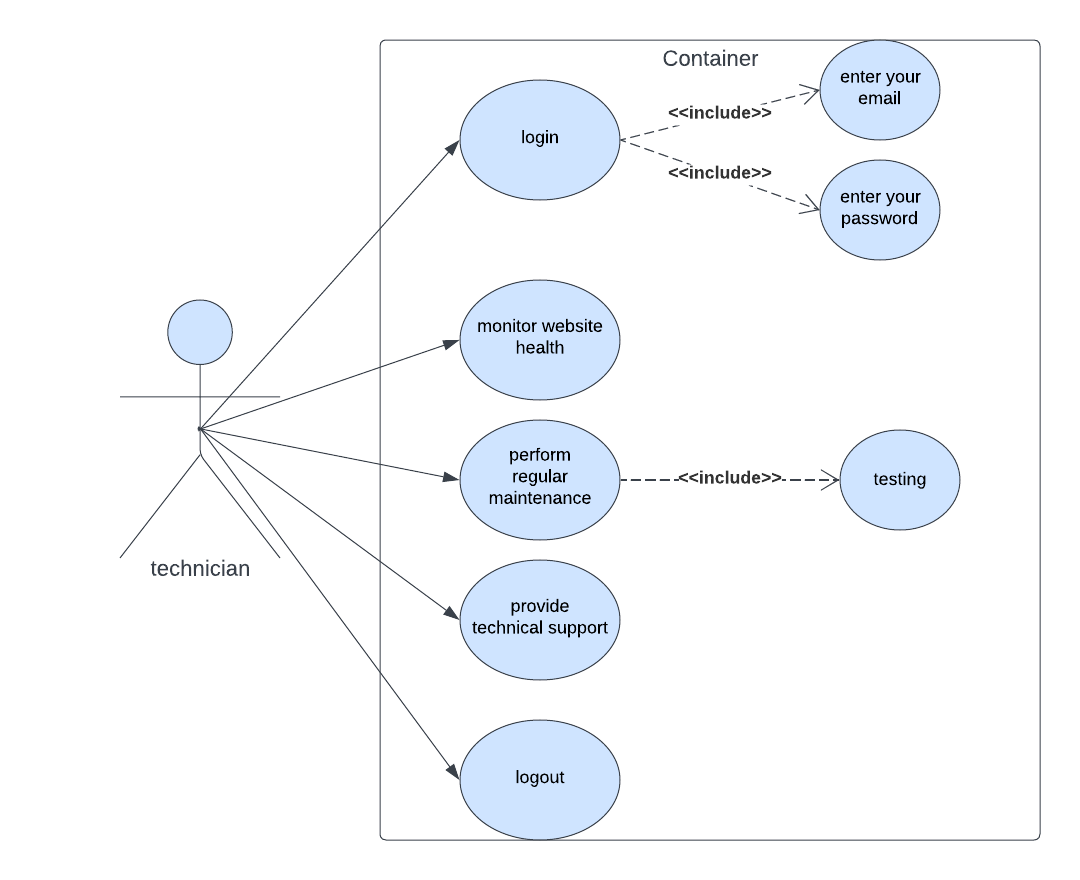 Container
enter your
email
<<include>>
login
<<include>>
enter your
password
monitor website
health
perform
regular
maintenance
<<include>>
testing
technician
provide
technical support
logout